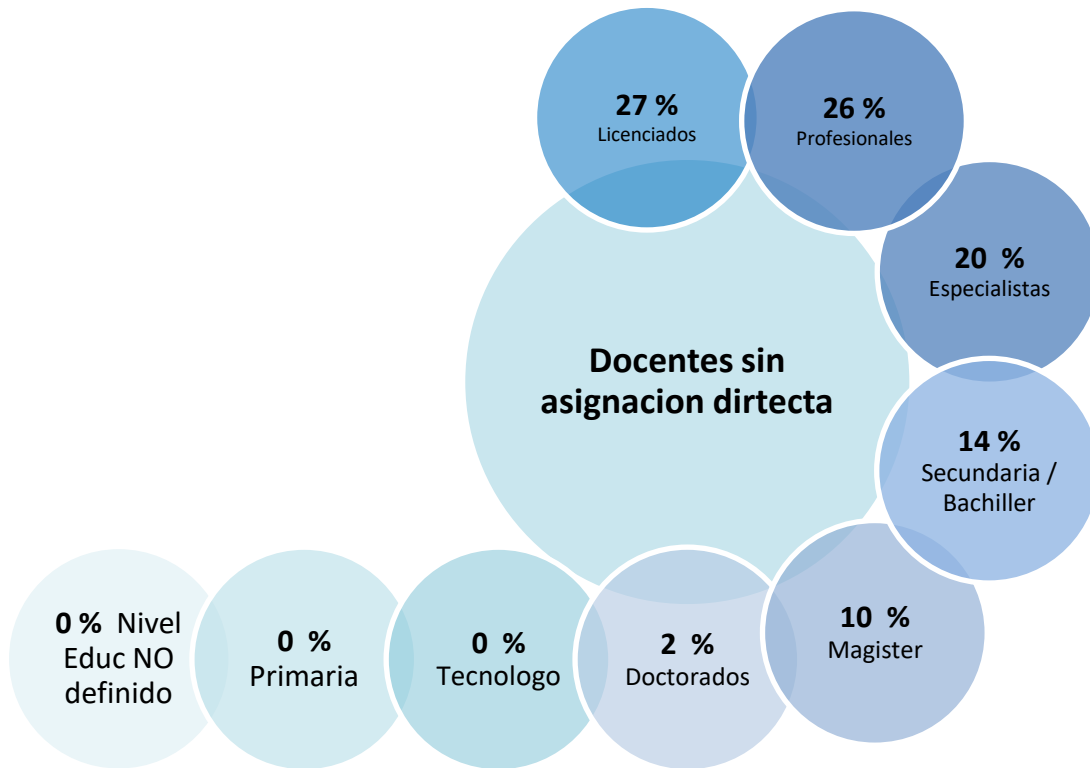 27 %
Licenciados
26 %
Profesionales
20 %
Especialistas
Docentes sin
asignacion dirtecta
14 %
Secundaria /
Bachiller
10 %
Magister
2 %
Doctorados
0 %
Tecnologo
0 %
Primaria
0 % Nivel
Educ NO
definido